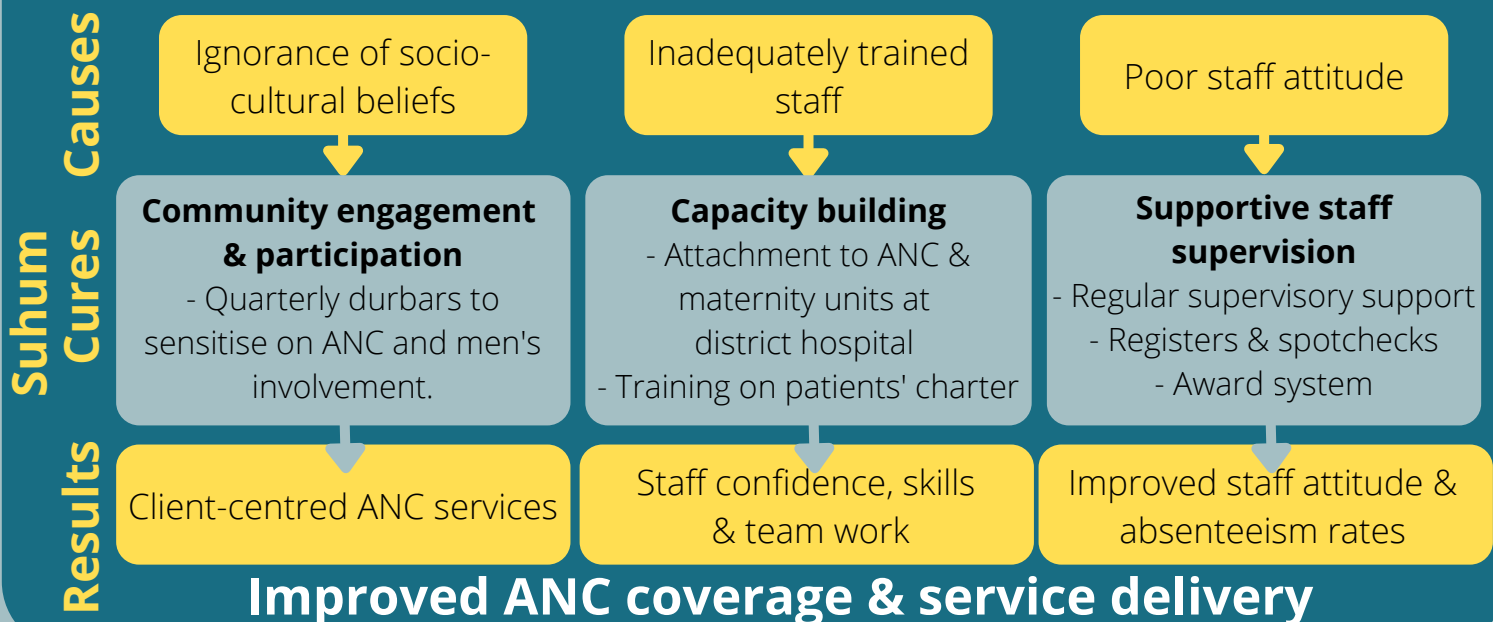 Causes
Ignorance of socio-
cultural beliefs
Inadequately trained
staff
Poor staff attitude
Suhum
Cures
Community engagement
& participation
- Quarterly durbars to
sensitise on ANC and men's
involvement.
Capacity building
- Attachment to ANC &
maternity units at
district hospital
- Training on patients' charter
Supportive staff
supervision
- Regular supervisory support
- Registers & spotchecks
- Award system
Results
Client-centred ANC services
Staff confidence, skills
& team work
Improved staff attitude &
absenteeism rates
Improved ANC coverage & service delivery